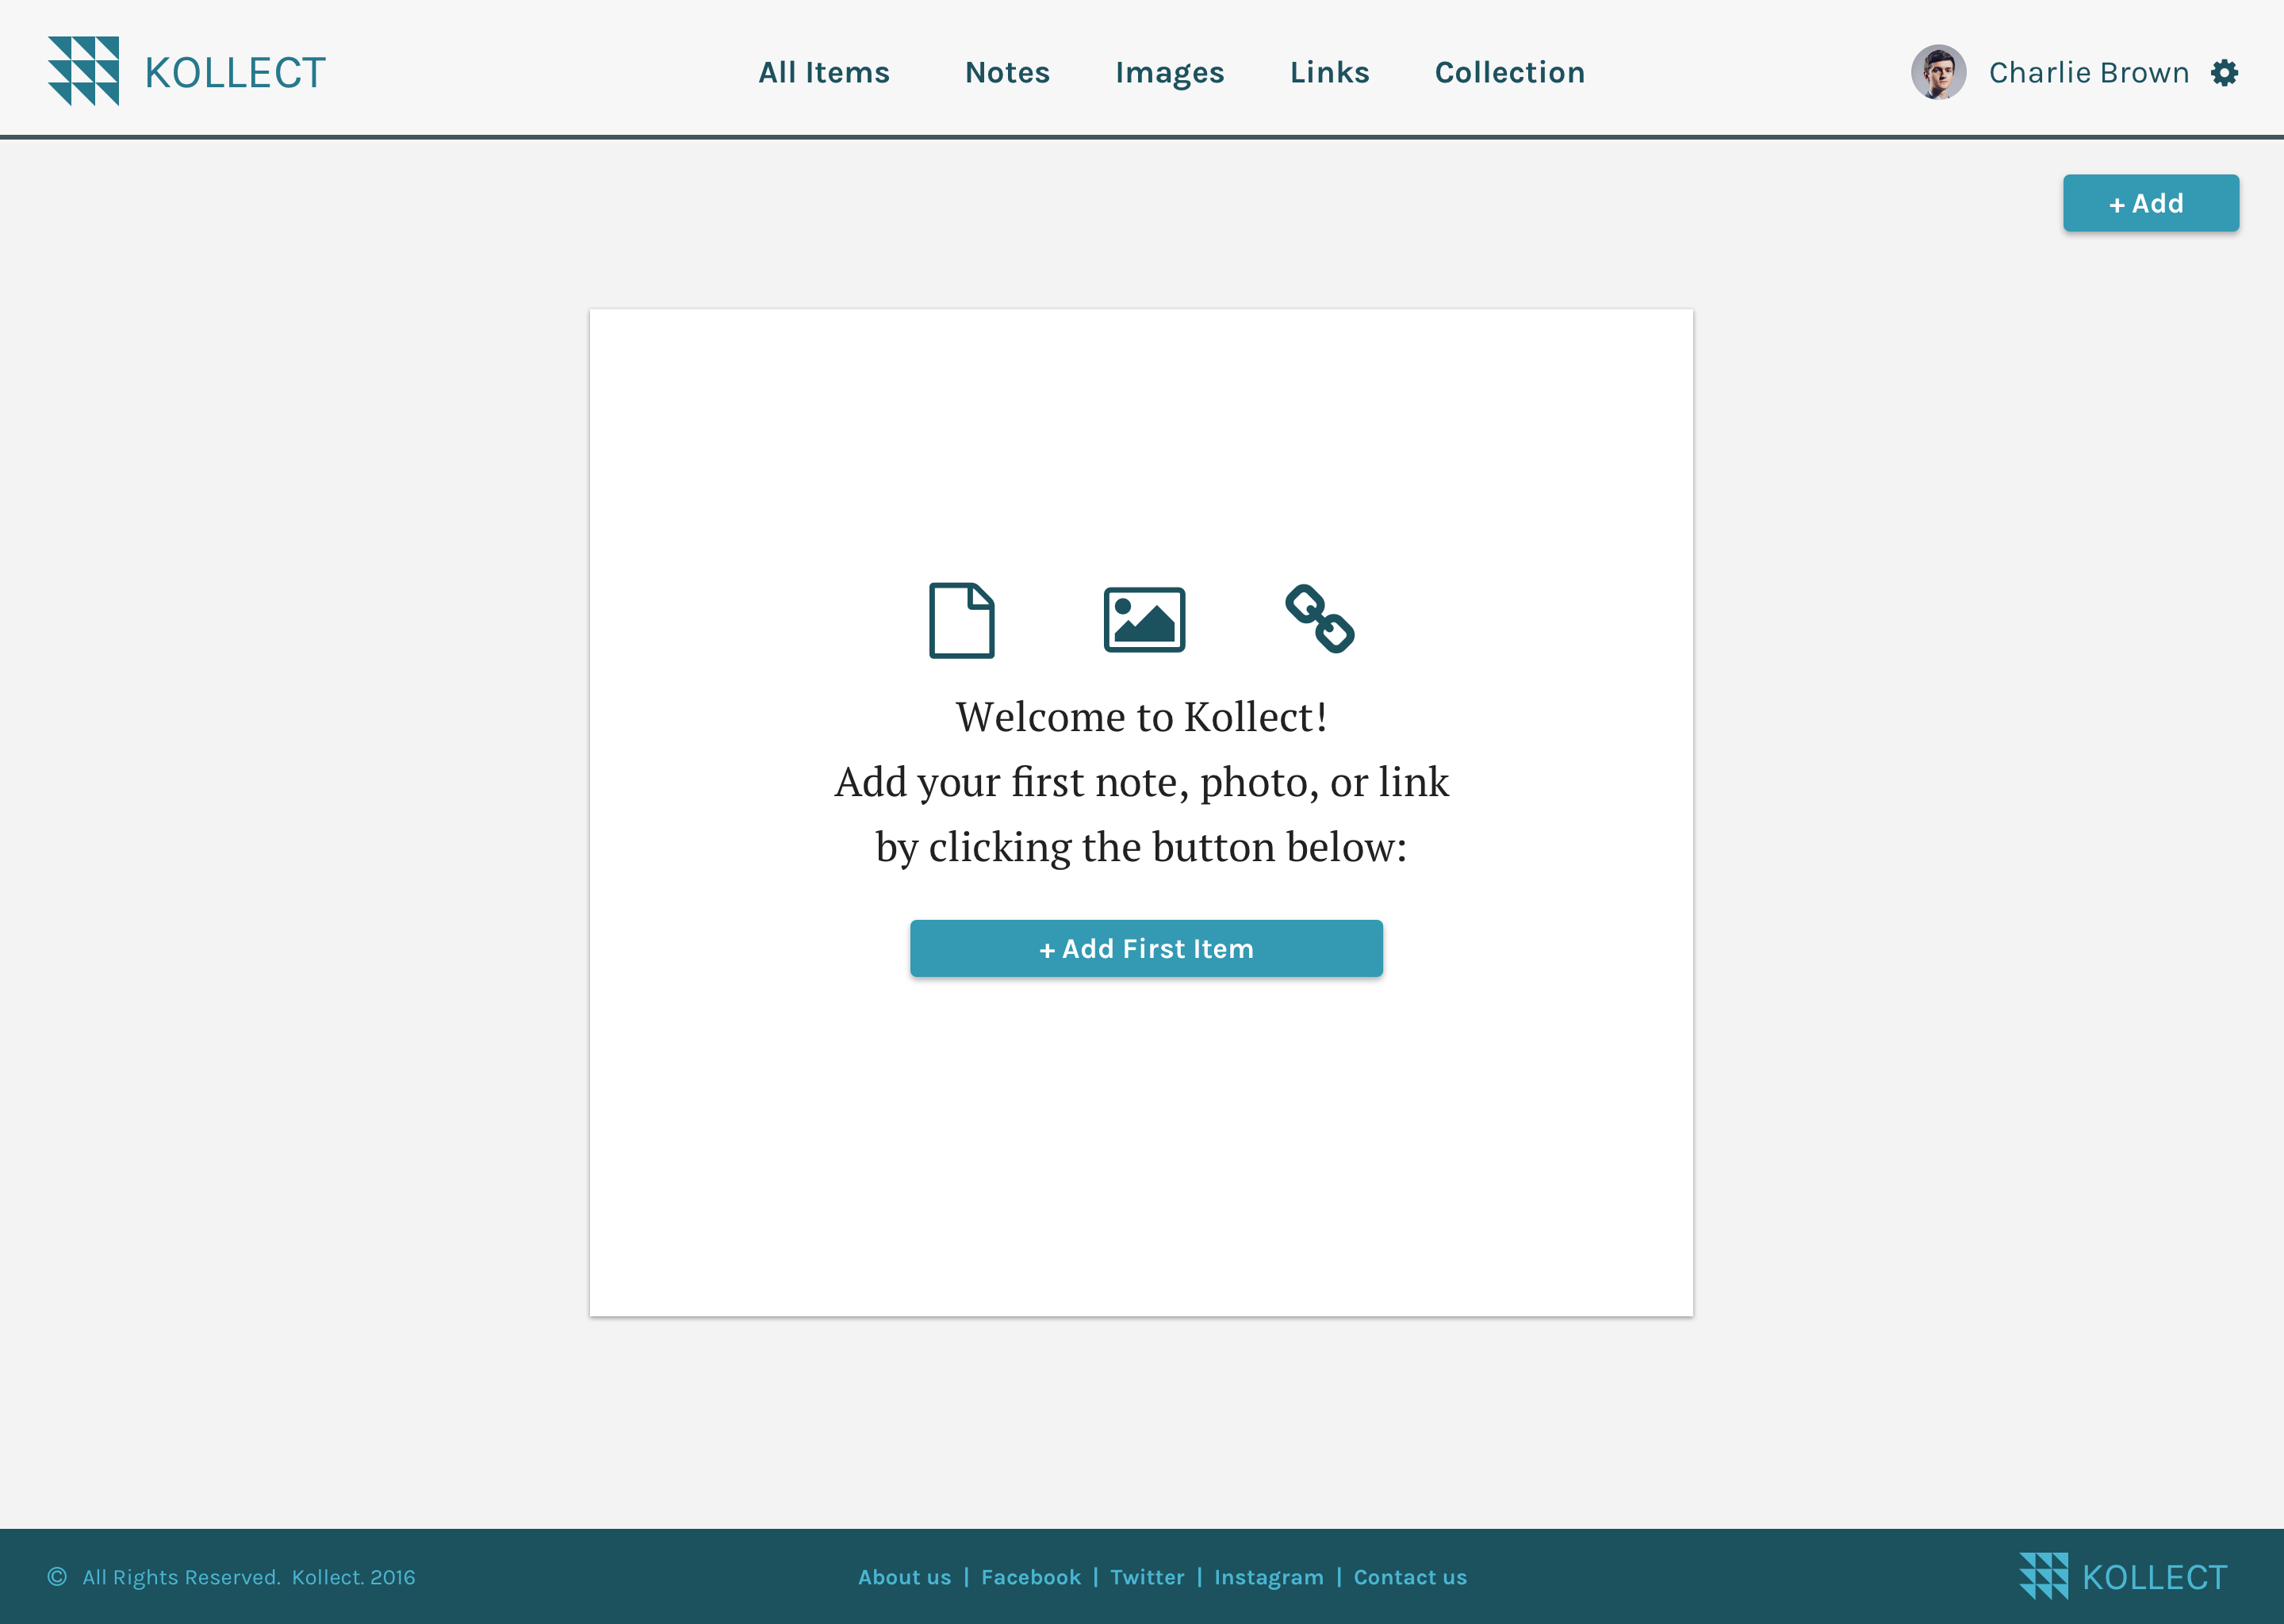 KOLLECT
All Items Notes Images Links Collection
Charlie Brown
+ Add
Welcome to Kollect!
Add your first note, photo, or link
by clicking the button below:
+ Add First Item
© All Rights Reserved. Kollect. 2016
About us | Facebook | Twitter | Instagram | Contact us
KOLLECT